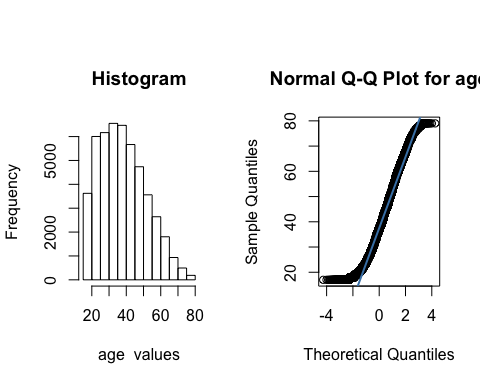 Histogram
Frequency
0 2000 5000
20 40 60 80
age values
Normal Q-Q Plot for age
Sample Quantiles
20 40 60 80
-4 0 2 4
Theoretical Quantiles